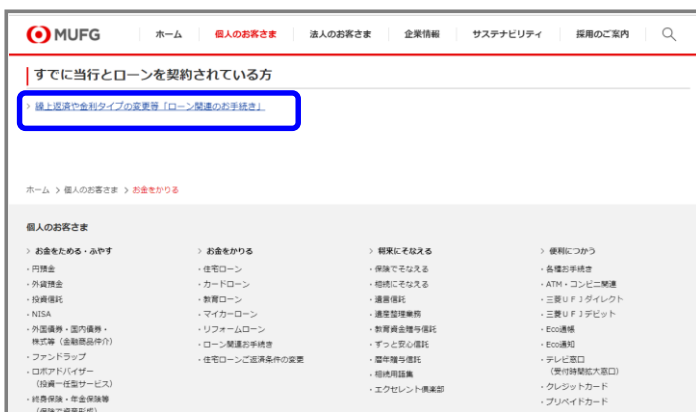 MUFG
ホーム
個人のお客さま
法人のお客さま
企業情報
サステナビリティ
採用のご案内
すでに当行とローンを契約されている方
> 繰上返済や金利タイプの変更等「ローン関連のお手続き」
ホーム > 個人のお客さま > お金をかりる
個人のお客さま
> お金をためる・ふやす
・円預金
・外貨預金
・投資信託
・NISA
・外国債券・国内債券・
株式等（金融商品仲介）
・ファンドラップ
・ロボアドバイザー
（投資一任型サービス）
・終身保険・年金保険等
（保険で資産形成）
> お金をかりる
・住宅ローン
・カードローン
・教育ローン
・マイカーローン
・リフォームローン
・ローン関連お手続き
・住宅ローンご返済条件の変更
> 将来にそなえる
・保険でそなえる
・相続にそなえる
・遺言信託
・遺産整理業務
・教育資金贈与信託
・ずっと安心信託
・暦年贈与信託
・相続用語集
・エクセレント倶楽部
> 便利につかう
・各種お手続き
・ATM・コンビニ関連
・三菱ＵＦＪダイレクト
・三菱ＵＦＪデビット
・Eco通帳
・Eco通知
・テレビ窓口
（受付時間拡大窓口）
・クレジットカード
・プリペイドカード